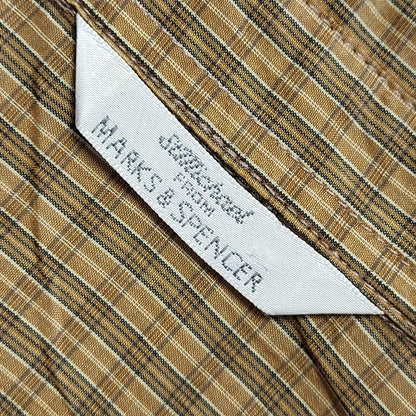 St Michael
FROM
MARKS & SPENCER